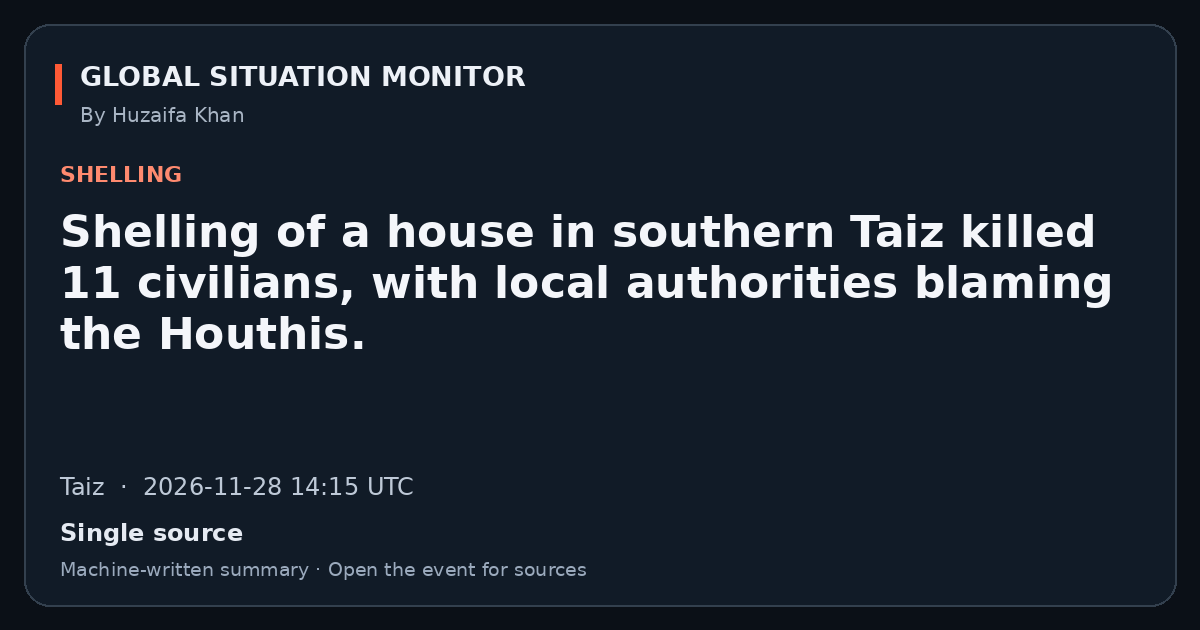 GLOBAL SITUATION MONITOR
By Huzaifa Khan
SHELLING
Shelling of a house in southern Taiz killed
11 civilians, with local authorities blaming
the Houthis.
Taiz · 2026-11-28 14:15 UTC
Single source
Machine-written summary · Open the event for sources